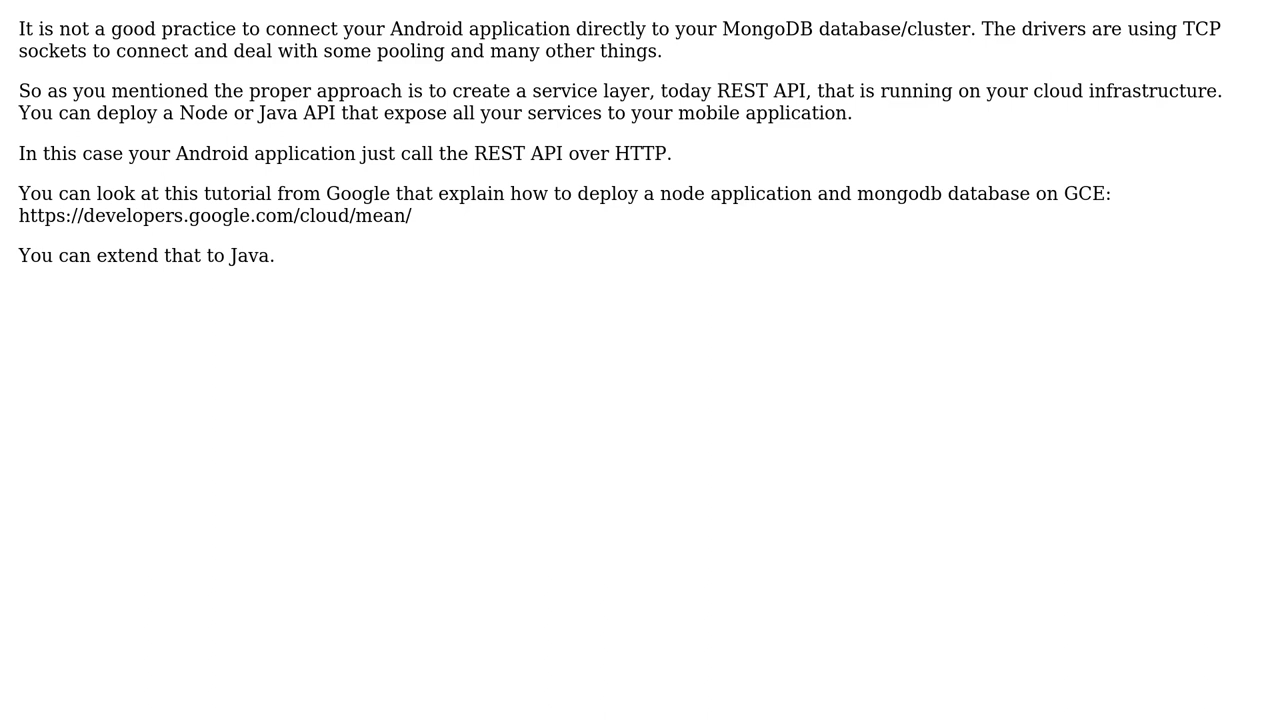 It is not a good practice to connect your Android application directly to your MongoDB database/cluster. The drivers are using TCP
sockets to connect and deal with some pooling and many other things.
So as you mentioned the proper approach is to create a service layer, today REST API, that is running on your cloud infrastructure.
You can deploy a Node or Java API that expose all your services to your mobile application.
In this case your Android application just call the REST API over HTTP.
You can look at this tutorial from Google that explain how to deploy a node application and mongodb database on GCE:
https://developers.google.com/cloud/mean/
You can extend that to Java.